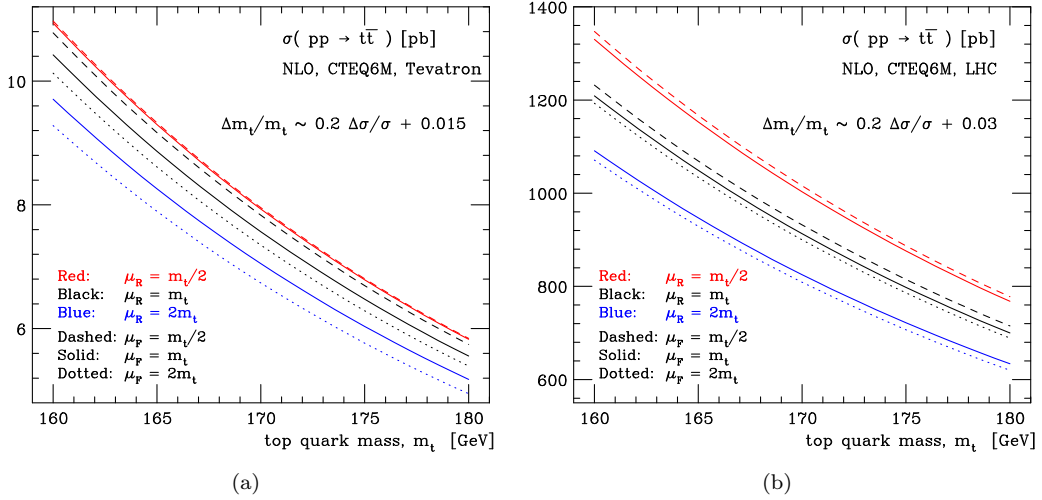 σ( pp → tt̅ ) [pb]
NLO, CTEQ6M, Tevatron
Δm_t/m_t ~ 0.2 Δσ/σ + 0.015
10
8
6
Red: μ_R = m_t/2
Black: μ_R = m_t
Blue: μ_R = 2m_t
Dashed: μ_F = m_t/2
Solid: μ_F = m_t
Dotted: μ_F = 2m_t
160 165 170 175 180
top quark mass, m_t [GeV]
(a)
1400
σ( pp → tt̅ ) [pb]
NLO, CTEQ6M, LHC
1200
Δm_t/m_t ~ 0.2 Δσ/σ + 0.03
1000
800
600
Red: μ_R = m_t/2
Black: μ_R = m_t
Blue: μ_R = 2m_t
Dashed: μ_F = m_t/2
Solid: μ_F = m_t
Dotted: μ_F = 2m_t
160 165 170 175 180
top quark mass, m_t [GeV]
(b)